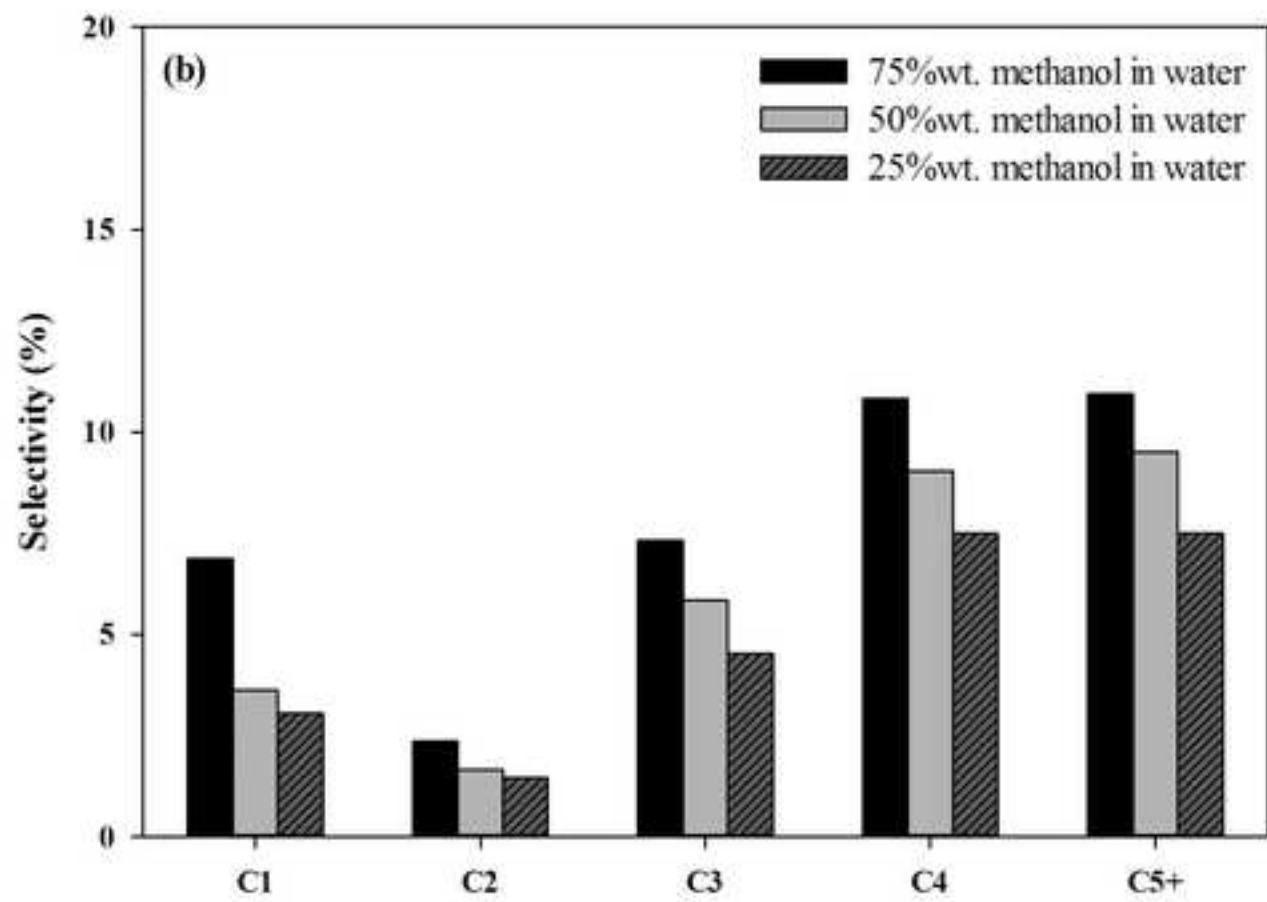 (b)
75%wt. methanol in water
50%wt. methanol in water
25%wt. methanol in water
Selectivity (%)
20
15
10
5
0
C1 C2 C3 C4 C5+